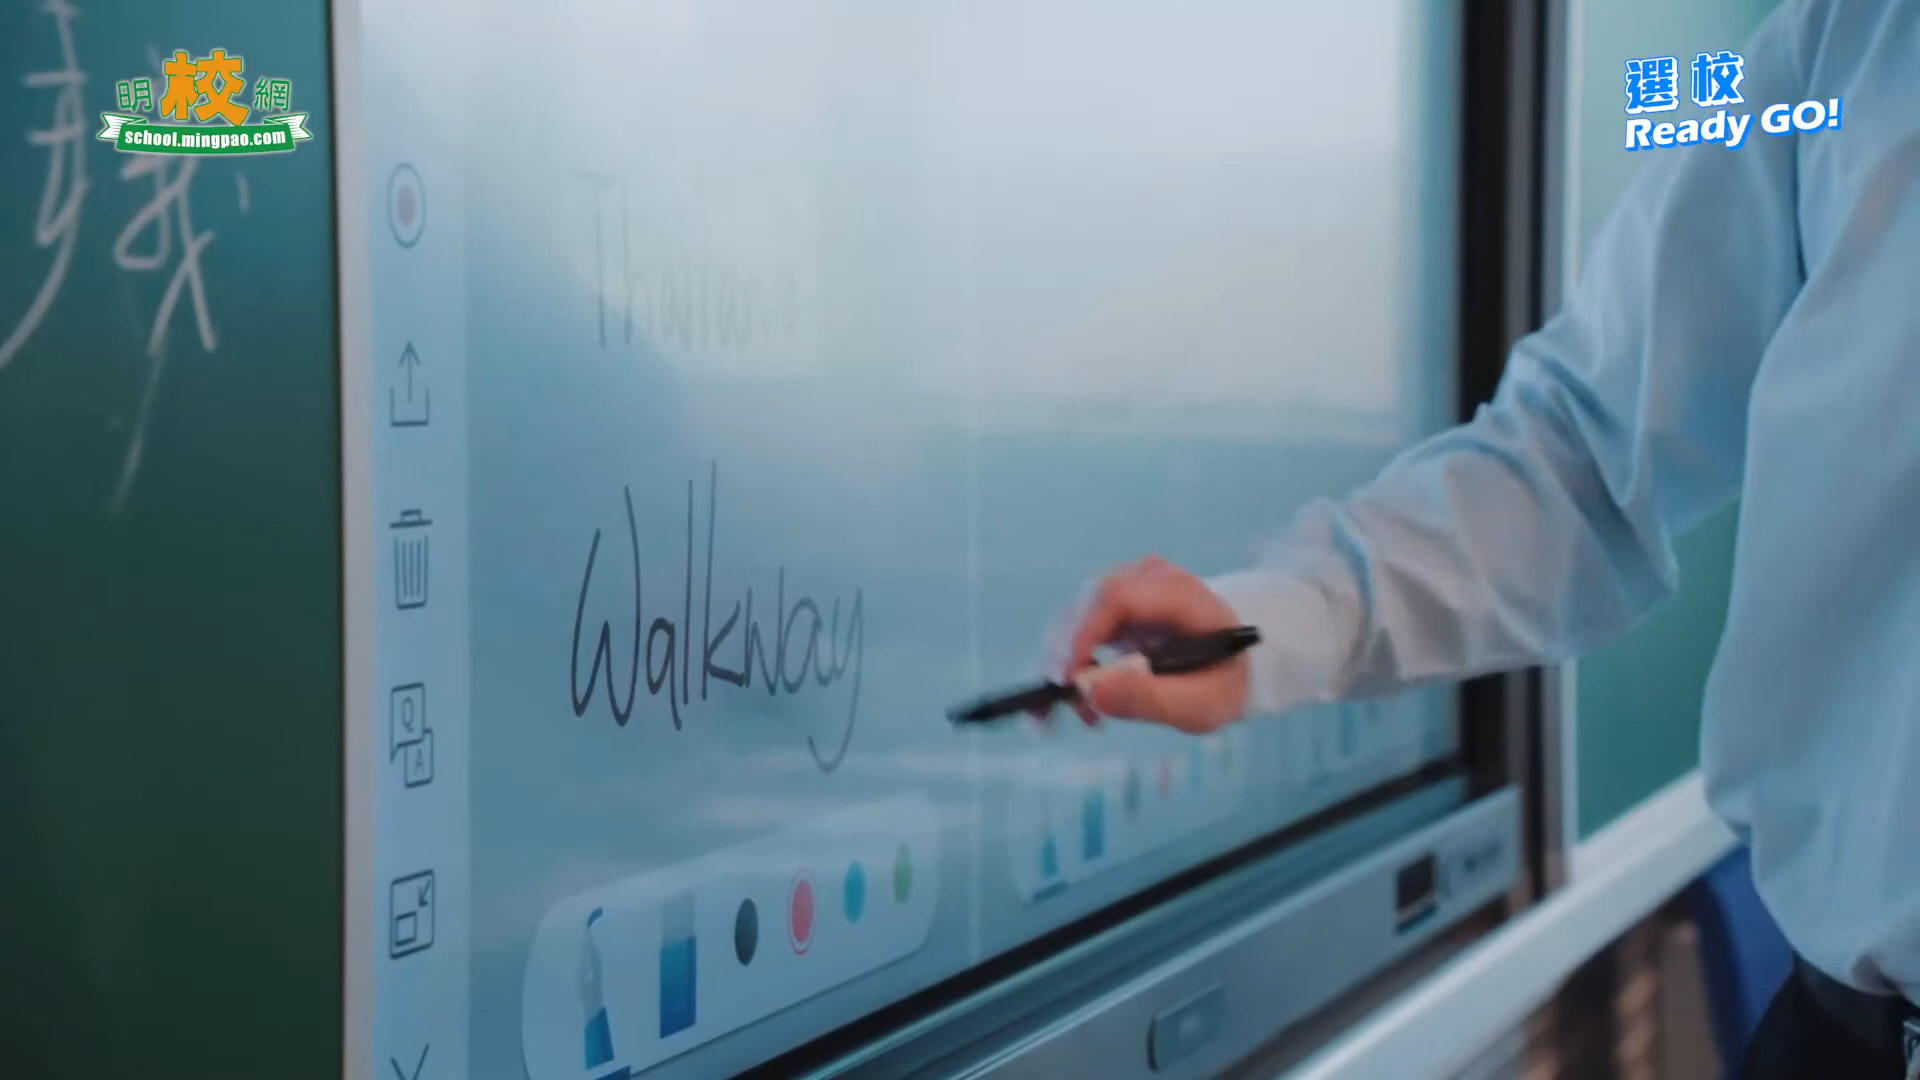 明校網
school.mingpao.com
選校
Ready GO!
Walkway
Q
A